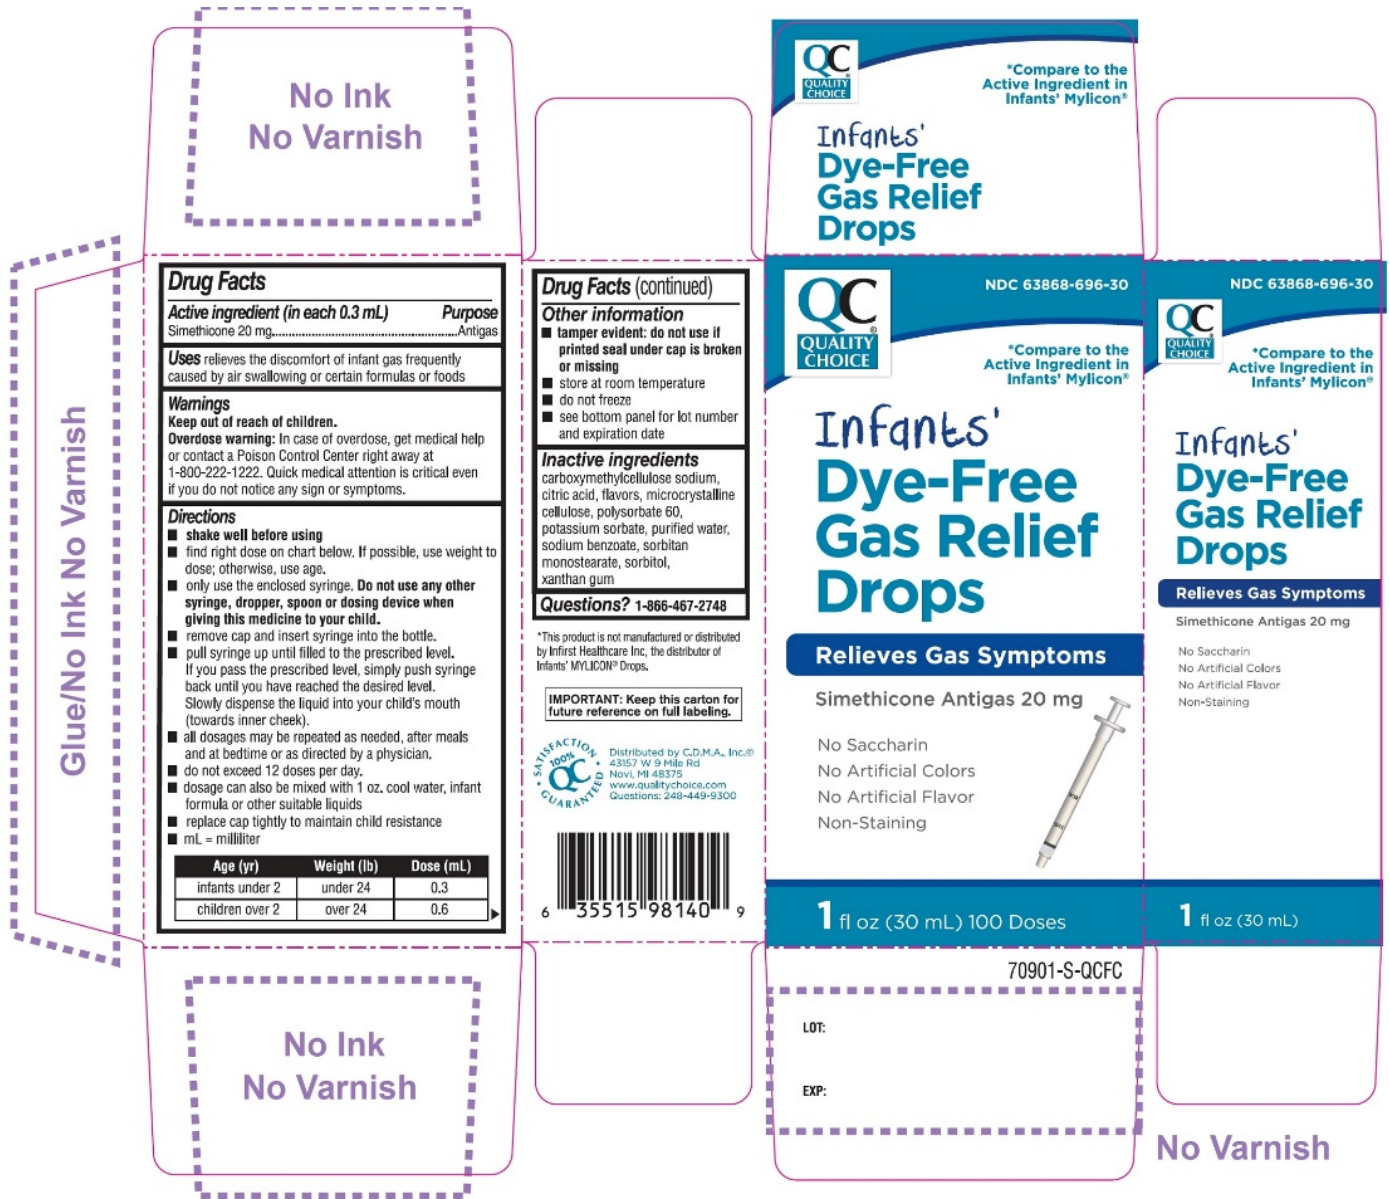 No Ink
No Varnish
Glue/No Ink No Varnish
Drug Facts
Active ingredient (in each 0.3 mL) Purpose
Simethicone 20 mg..........................................Antigas
Uses relieves the discomfort of infant gas frequently
caused by air swallowing or certain formulas or foods
Warnings
Keep out of reach of children.
Overdose warning: In case of overdose, get medical help
or contact a Poison Control Center right away at
1-800-222-1222. Quick medical attention is critical even
if you do not notice any sign or symptoms.
Directions
■ shake well before using
■ find right dose on chart below. If possible, use weight to
dose; otherwise, use age.
■ only use the enclosed syringe. Do not use any other
syringe, dropper, spoon or dosing device when
giving this medicine to your child.
■ remove cap and insert syringe into the bottle.
■ pull syringe up until filled to the prescribed level.
If you pass the prescribed level, simply push syringe
back until you have reached the desired level.
Slowly dispense the liquid into your child's mouth
(towards inner cheek).
■ all dosages may be repeated as needed, after meals
and at bedtime or as directed by a physician.
■ do not exceed 12 doses per day.
■ dosage can also be mixed with 1 oz. cool water, infant
formula or other suitable liquids
■ replace cap tightly to maintain child resistance
■ mL = milliliter
Age (yr) Weight (lb) Dose (mL)
infants under 2 under 24 0.3
children over 2 over 24 0.6
No Ink
No Varnish
Drug Facts (continued)
Other information
■ tamper evident: do not use if
printed seal under cap is broken
or missing
■ store at room temperature
■ do not freeze
■ see bottom panel for lot number
and expiration date
Inactive ingredients
carboxymethylcellulose sodium,
citric acid, flavors, microcrystalline
cellulose, polysorbate 60,
potassium sorbate, purified water,
sodium benzoate, sorbitan
monostearate, sorbitol,
xanthan gum
Questions? 1-866-467-2748
*This product is not manufactured or distributed
by Infirst Healthcare Inc, the distributor of
Infants' MYLICON® Drops.
IMPORTANT: Keep this carton for
future reference on full labeling.
SATISFACTION
100%
QC
GUARANTEED
Distributed by C.D.M.A., Inc.©
43157 W 9 Mile Rd
Novi, MI 48375
www.qualitychoice.com
Questions: 248-449-9300
6 35515 98140 9
QC
QUALITY
CHOICE®
*Compare to the
Active Ingredient in
Infants' Mylicon®
Infants'
Dye-Free
Gas Relief
Drops
QC
QUALITY
CHOICE®
NDC 63868-696-30
*Compare to the
Active Ingredient in
Infants' Mylicon®
Infants'
Dye-Free
Gas Relief
Drops
Relieves Gas Symptoms
Simethicone Antigas 20 mg
No Saccharin
No Artificial Colors
No Artificial Flavor
Non-Staining
1 fl oz (30 mL) 100 Doses
70901-S-QCFC
LOT:
EXP:
NDC 63868-696-30
QC
QUALITY
CHOICE®
*Compare to the
Active Ingredient in
Infants' Mylicon®
Infants'
Dye-Free
Gas Relief
Drops
Relieves Gas Symptoms
Simethicone Antigas 20 mg
No Saccharin
No Artificial Colors
No Artificial Flavor
Non-Staining
1 fl oz (30 mL)
No Varnish